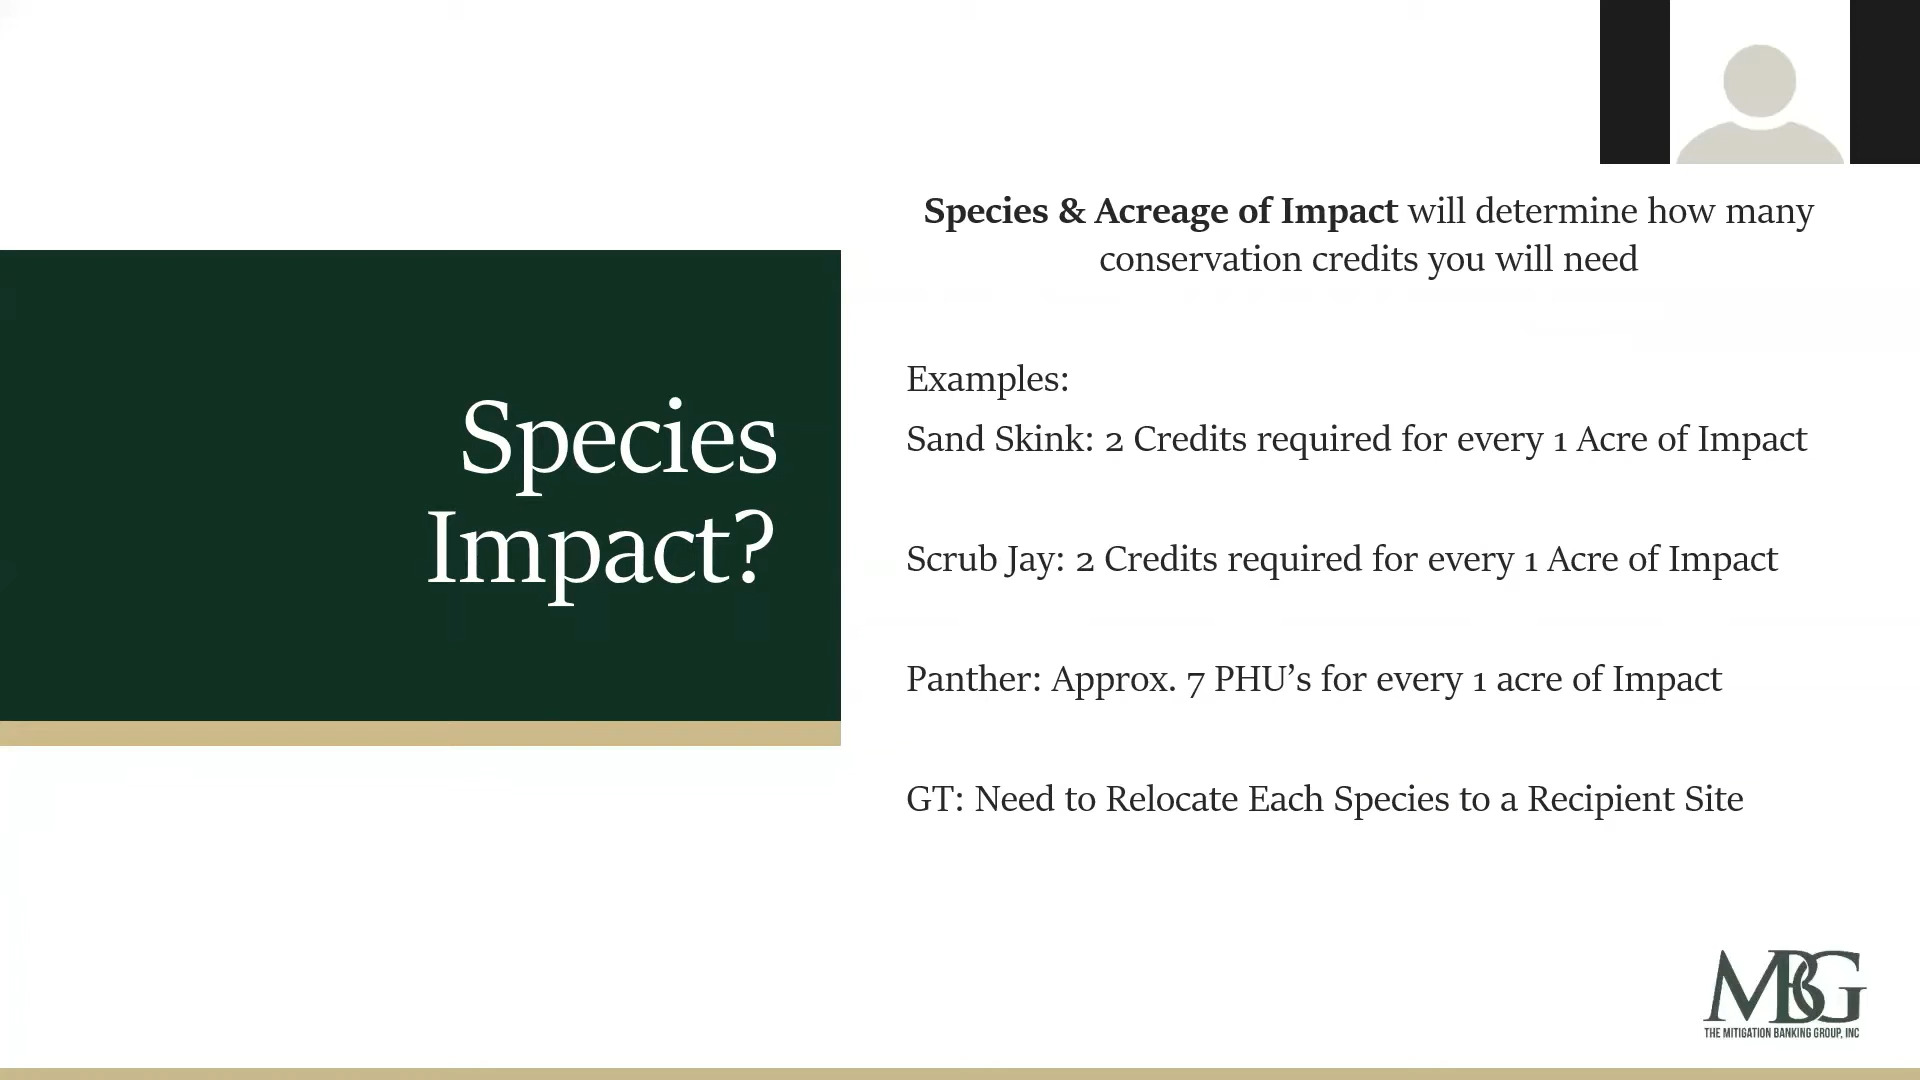 Species & Acreage of Impact will determine how many
conservation credits you will need
Species
Impact?
Examples:
Sand Skink: 2 Credits required for every 1 Acre of Impact
Scrub Jay: 2 Credits required for every 1 Acre of Impact
Panther: Approx. 7 PHU’s for every 1 acre of Impact
GT: Need to Relocate Each Species to a Recipient Site
MBG
THE MITIGATION BANKING GROUP, INC